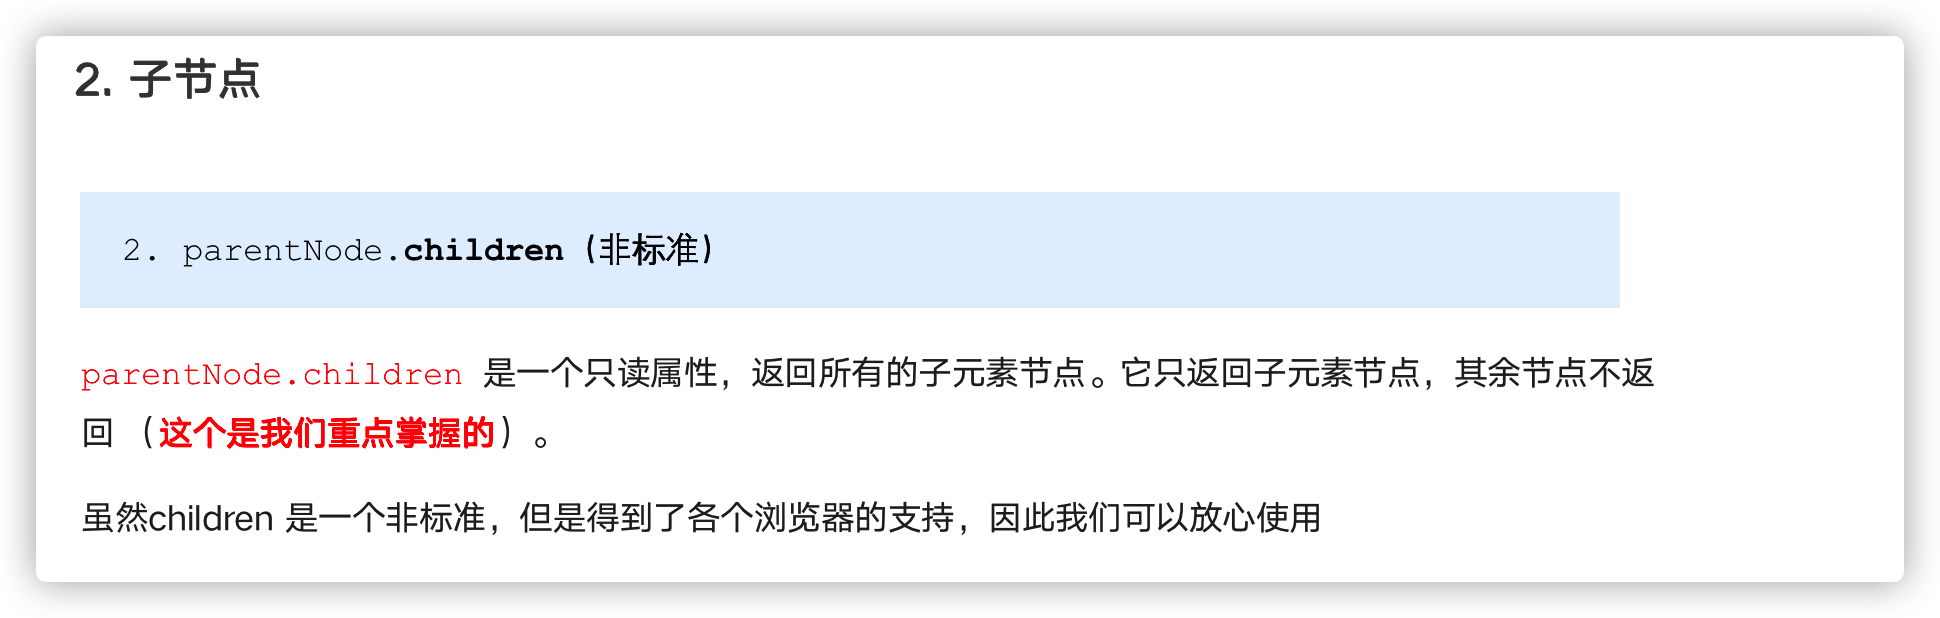 2. 子节点
2. parentNode.children（非标准）
parentNode.children 是一个只读属性，返回所有的子元素节点。它只返回子元素节点，其余节点不返
回 （这个是我们重点掌握的）。
虽然children 是一个非标准，但是得到了各个浏览器的支持，因此我们可以放心使用